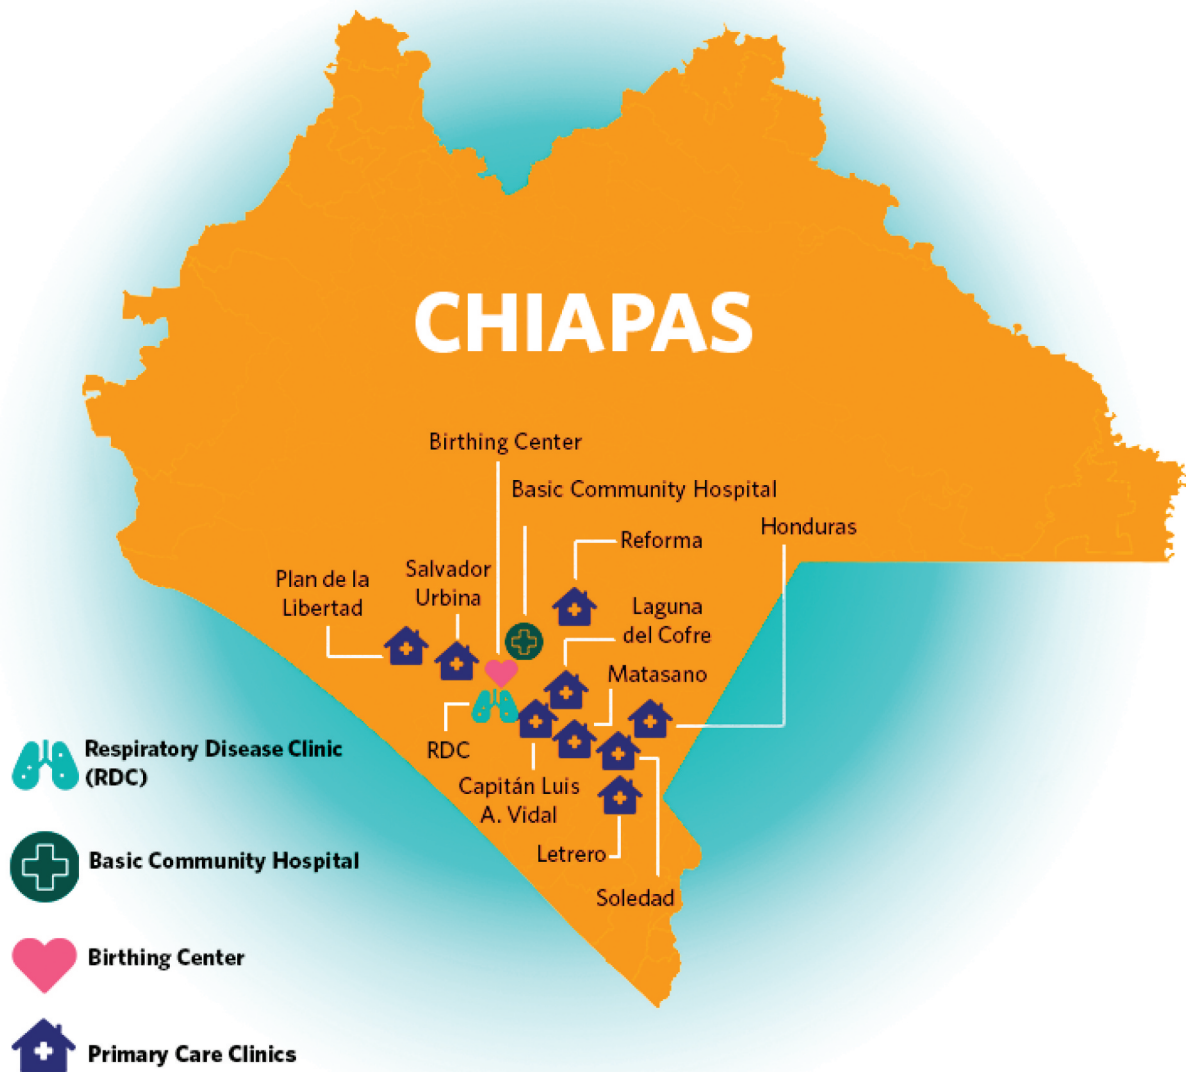 CHIAPAS
Birthing Center
Basic Community Hospital
Honduras
Reforma
Salvador
Urbina
Plan de la
Libertad
Laguna
del Cofre
Matasano
RDC
Capitán Luis
A. Vidal
Letrero
Soledad
Respiratory Disease Clinic
(RDC)
Basic Community Hospital
Birthing Center
Primary Care Clinics